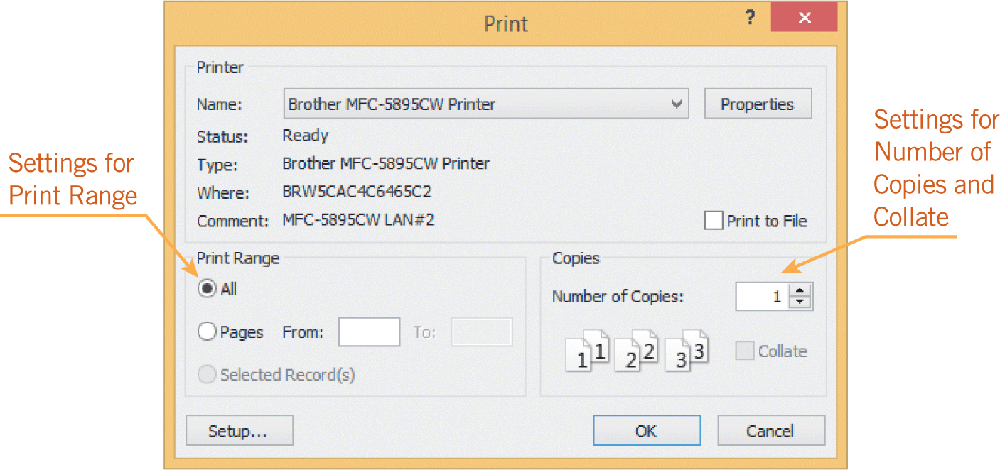 Print
?
Printer
Name: Brother MFC-5895CW Printer Properties
Status: Ready
Type: Brother MFC-5895CW Printer
Where: BRW5CAC4C6465C2
Comment: MFC-5895CW LAN#2 Print to File
Print Range
All
Pages From: To:
Selected Record(s)
Copies
Number of Copies: 1
1 1 2 2 3 3 Collate
Setup... OK Cancel
Settings for
Print Range
Settings for
Number of
Copies and
Collate